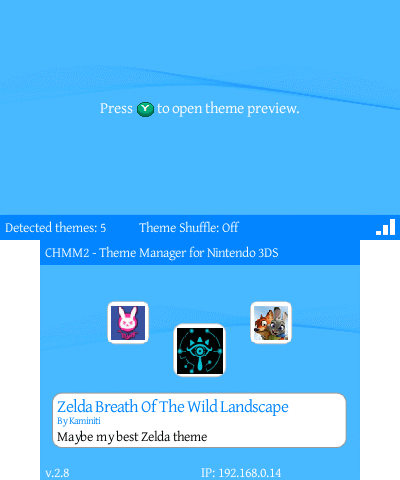 Press Y to open theme preview.
Detected themes: 5 Theme Shuffle: Off
CHMM2 - Theme Manager for Nintendo 3DS
Zelda Breath Of The Wild Landscape
By Kaminiti
Maybe my best Zelda theme
v.2.8 IP: 192.168.0.14